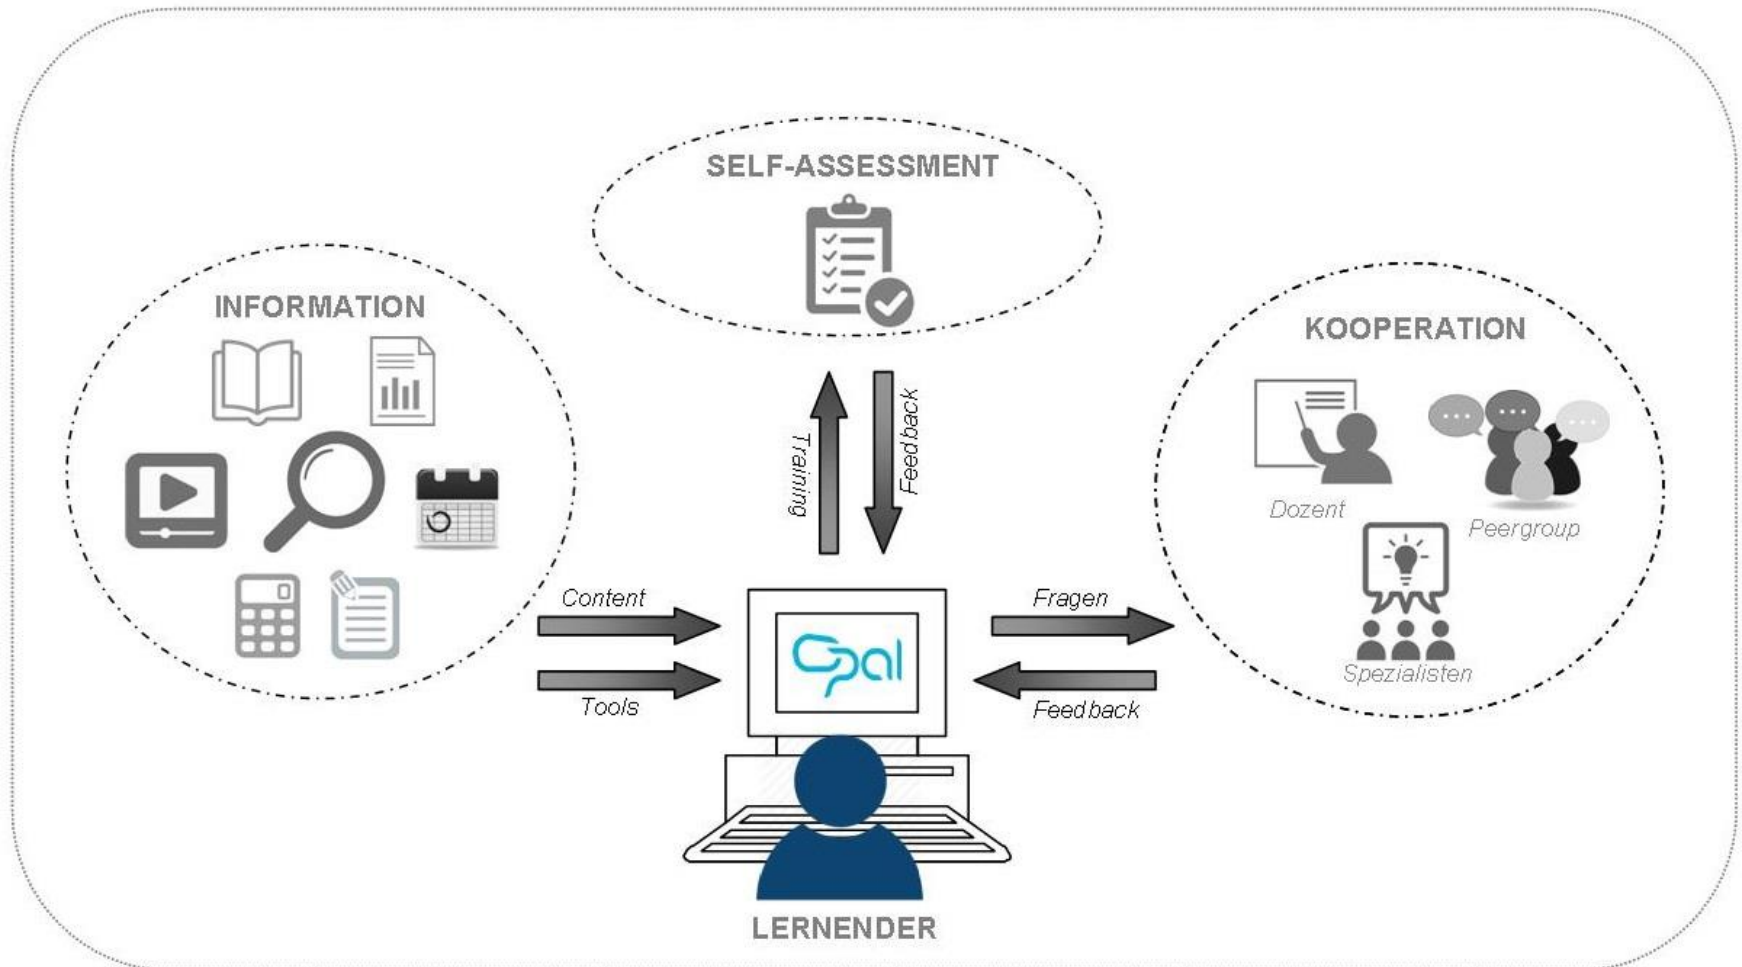 SELF-ASSESSMENT
INFORMATION
KOOPERATION
Training
Feedback
Dozent
Peergroup
Spezialisten
Content
Tools
Opal
Fragen
Feedback
LERNENDER